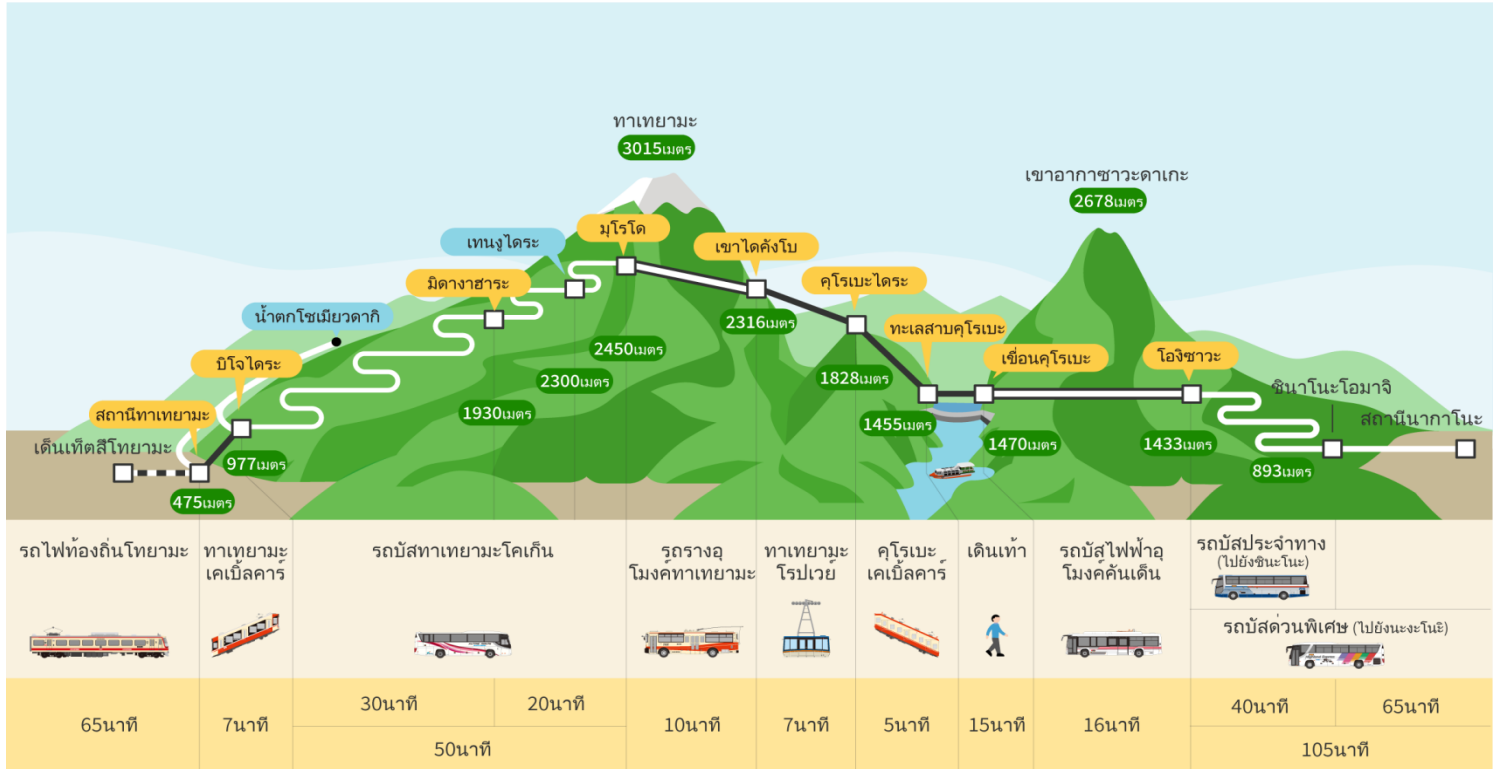 ทาเทยามะ
3015เมตร
เขาอากาซาวะดาเกะ
2678เมตร
มุโรโด
เทนงูไดระ
เขาไดคังโบ
มิดางาฮาระ
คุโรเบะไดระ
น้ำตกโชเมียวดากิ
2316เมตร
ทะเลสาบคุโรเบะ
2450เมตร
เขื่อนคุโรเบะ
โองิซาวะ
บิโจไดระ
2300เมตร
1828เมตร
ชินาโนะโอมาจิ
สถานีทาเทยามะ
1930เมตร
1455เมตร
สถานีนากาโนะ
เด็นเท็ตสึโทยามะ
1470เมตร
1433เมตร
977เมตร
893เมตร
475เมตร
รถไฟท้องถิ่นโทยามะ
ทาเทยามะ
เคเบิ้ลคาร์
รถบัสทาเทยามะโคเก็น
รถรางอุ
โมงค์ทาเทยามะ
ทาเทยามะ
โรปเวย์
คุโรเบะ
เคเบิ้ลคาร์
เดินเท้า
รถบัสไฟฟ้าอุ
โมงค์คันเด็น
รถบัสประจำทาง
(ไปยังชินะโนะ)
รถบัสด่วนพิเศษ (ไปยังนะงะโนะ)
65นาที
7นาที
30นาที
20นาที
50นาที
10นาที
7นาที
5นาที
15นาที
16นาที
40นาที
65นาที
105นาที